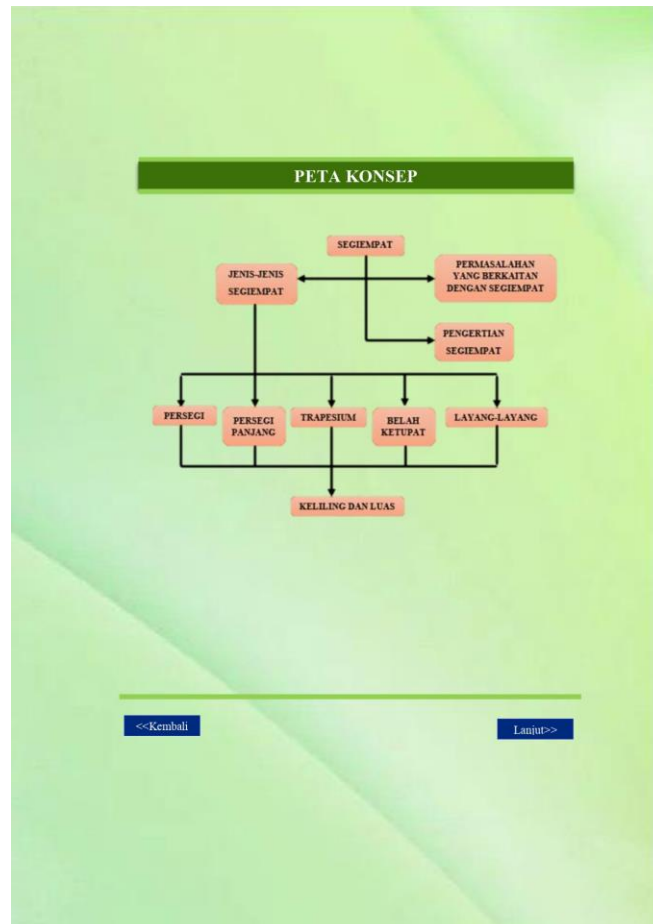 PETA KONSEP
SEGIEMPAT
JENIS-JENIS
SEGIEMPAT
PERMASALAHAN
YANG BERKAITAN
DENGAN SEGIEMPAT
PENGERTIAN
SEGIEMPAT
PERSEGI
PERSEGI
PANJANG
TRAPESIUM
BELAH
KETUPAT
LAYANG-LAYANG
KELILING DAN LUAS
<<Kembali
Lanjut>>